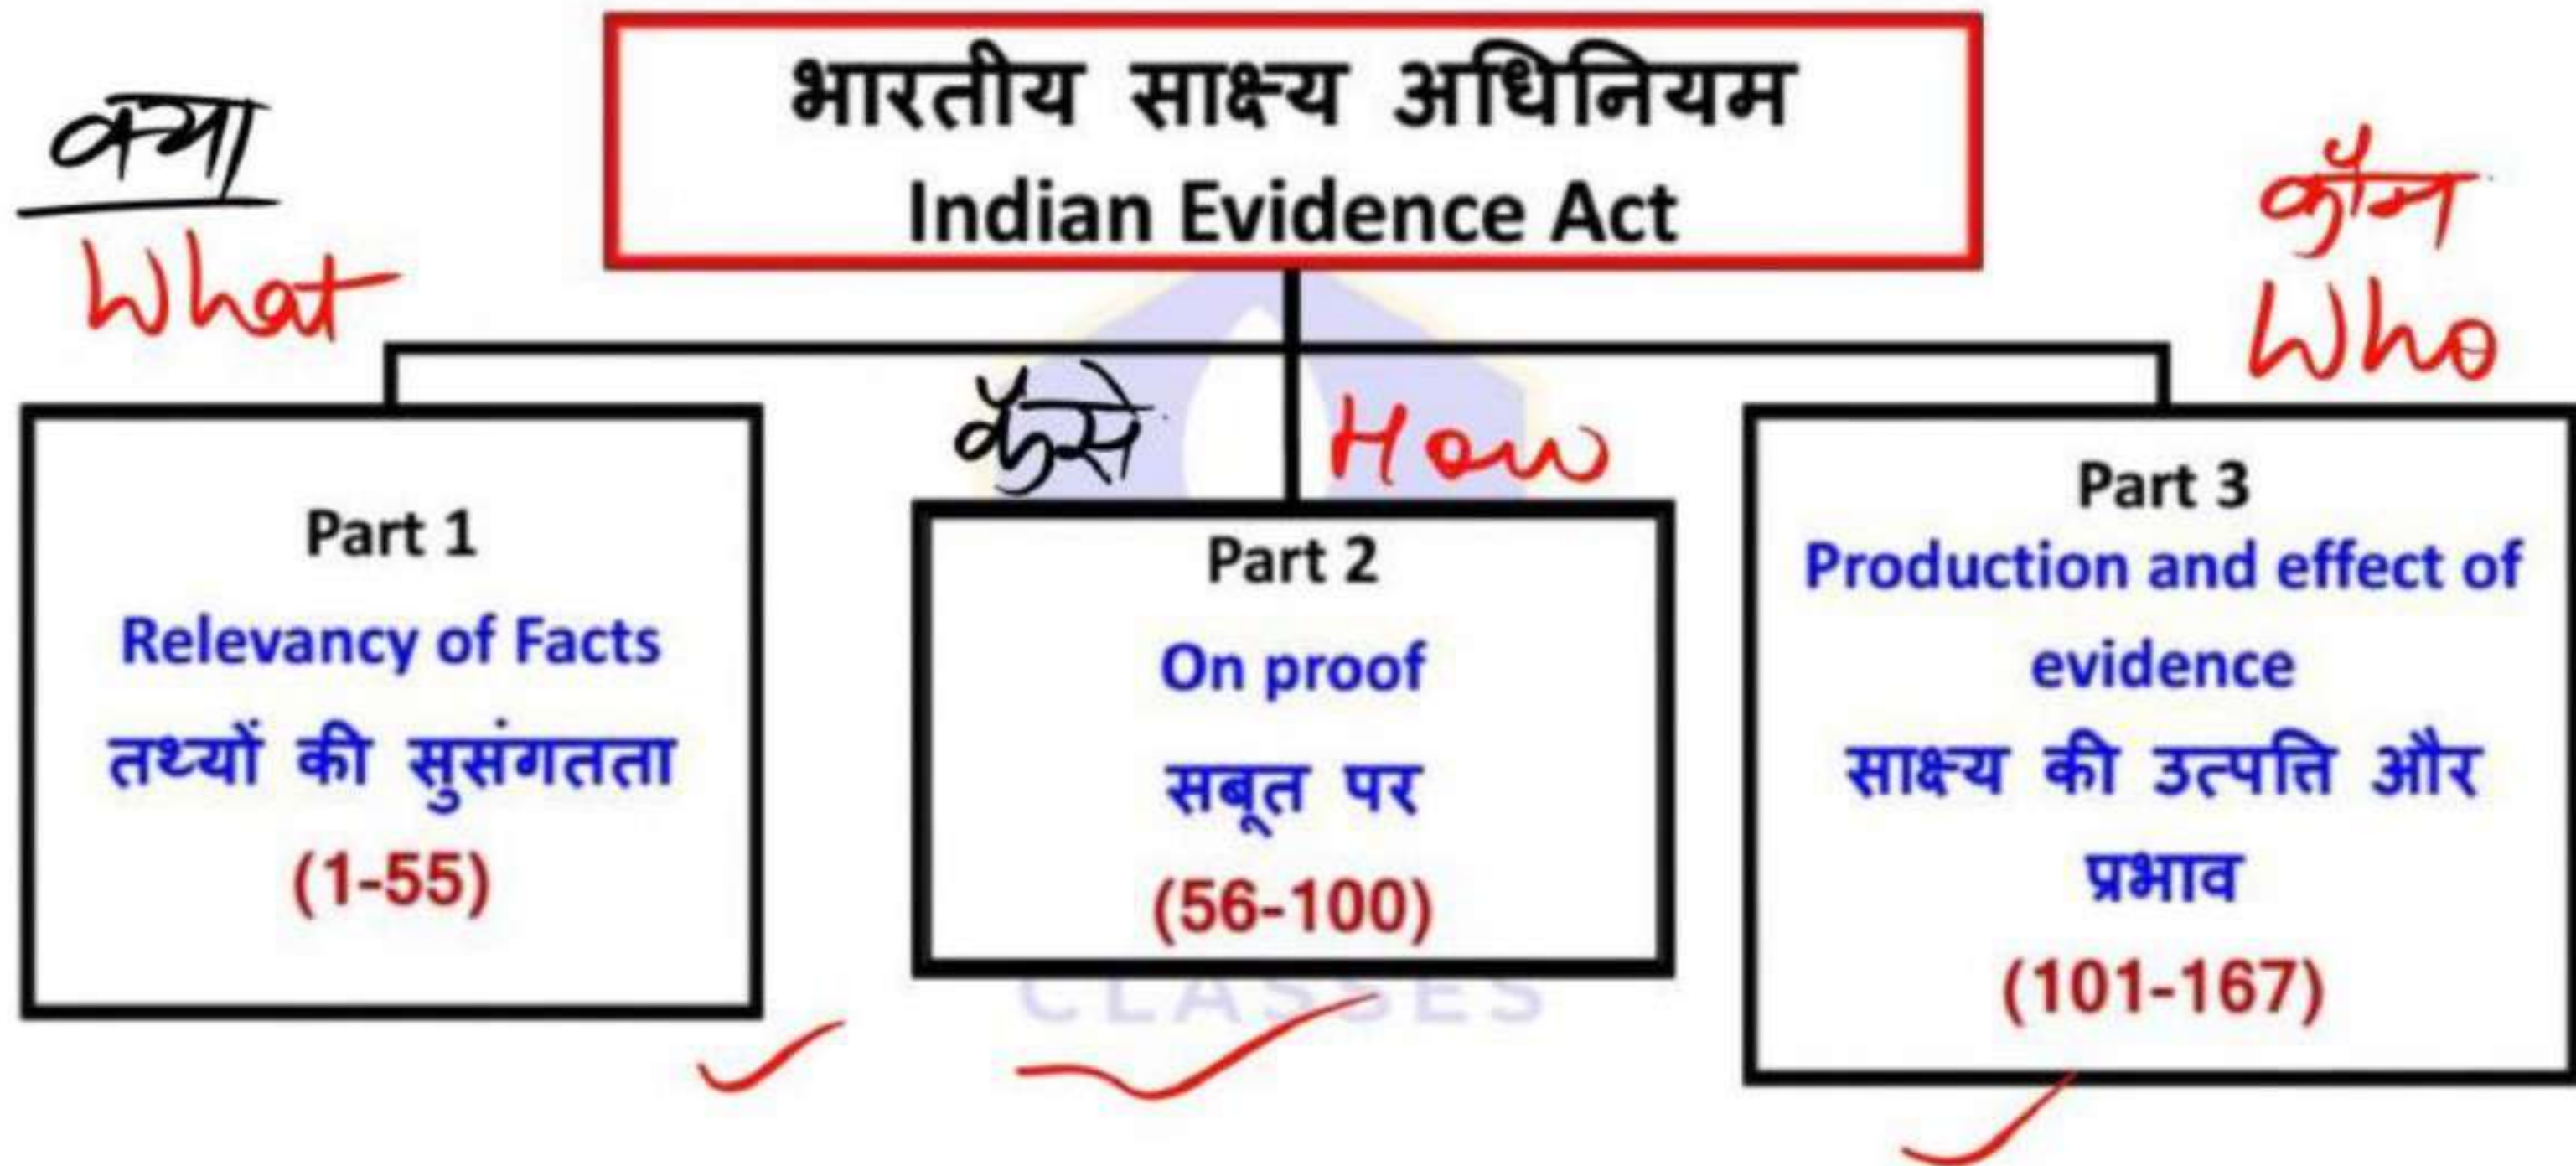 भारतीय साक्ष्य अधिनियम
Indian Evidence Act
क्या
What
कौन
Who
कैसे How
Part 1
Relevancy of Facts
तथ्यों की सुसंगतता
(1-55)
Part 2
On proof
सबूत पर
(56-100)
Part 3
Production and effect of
evidence
साक्ष्य की उत्पत्ति और
प्रभाव
(101-167)
CLASSES